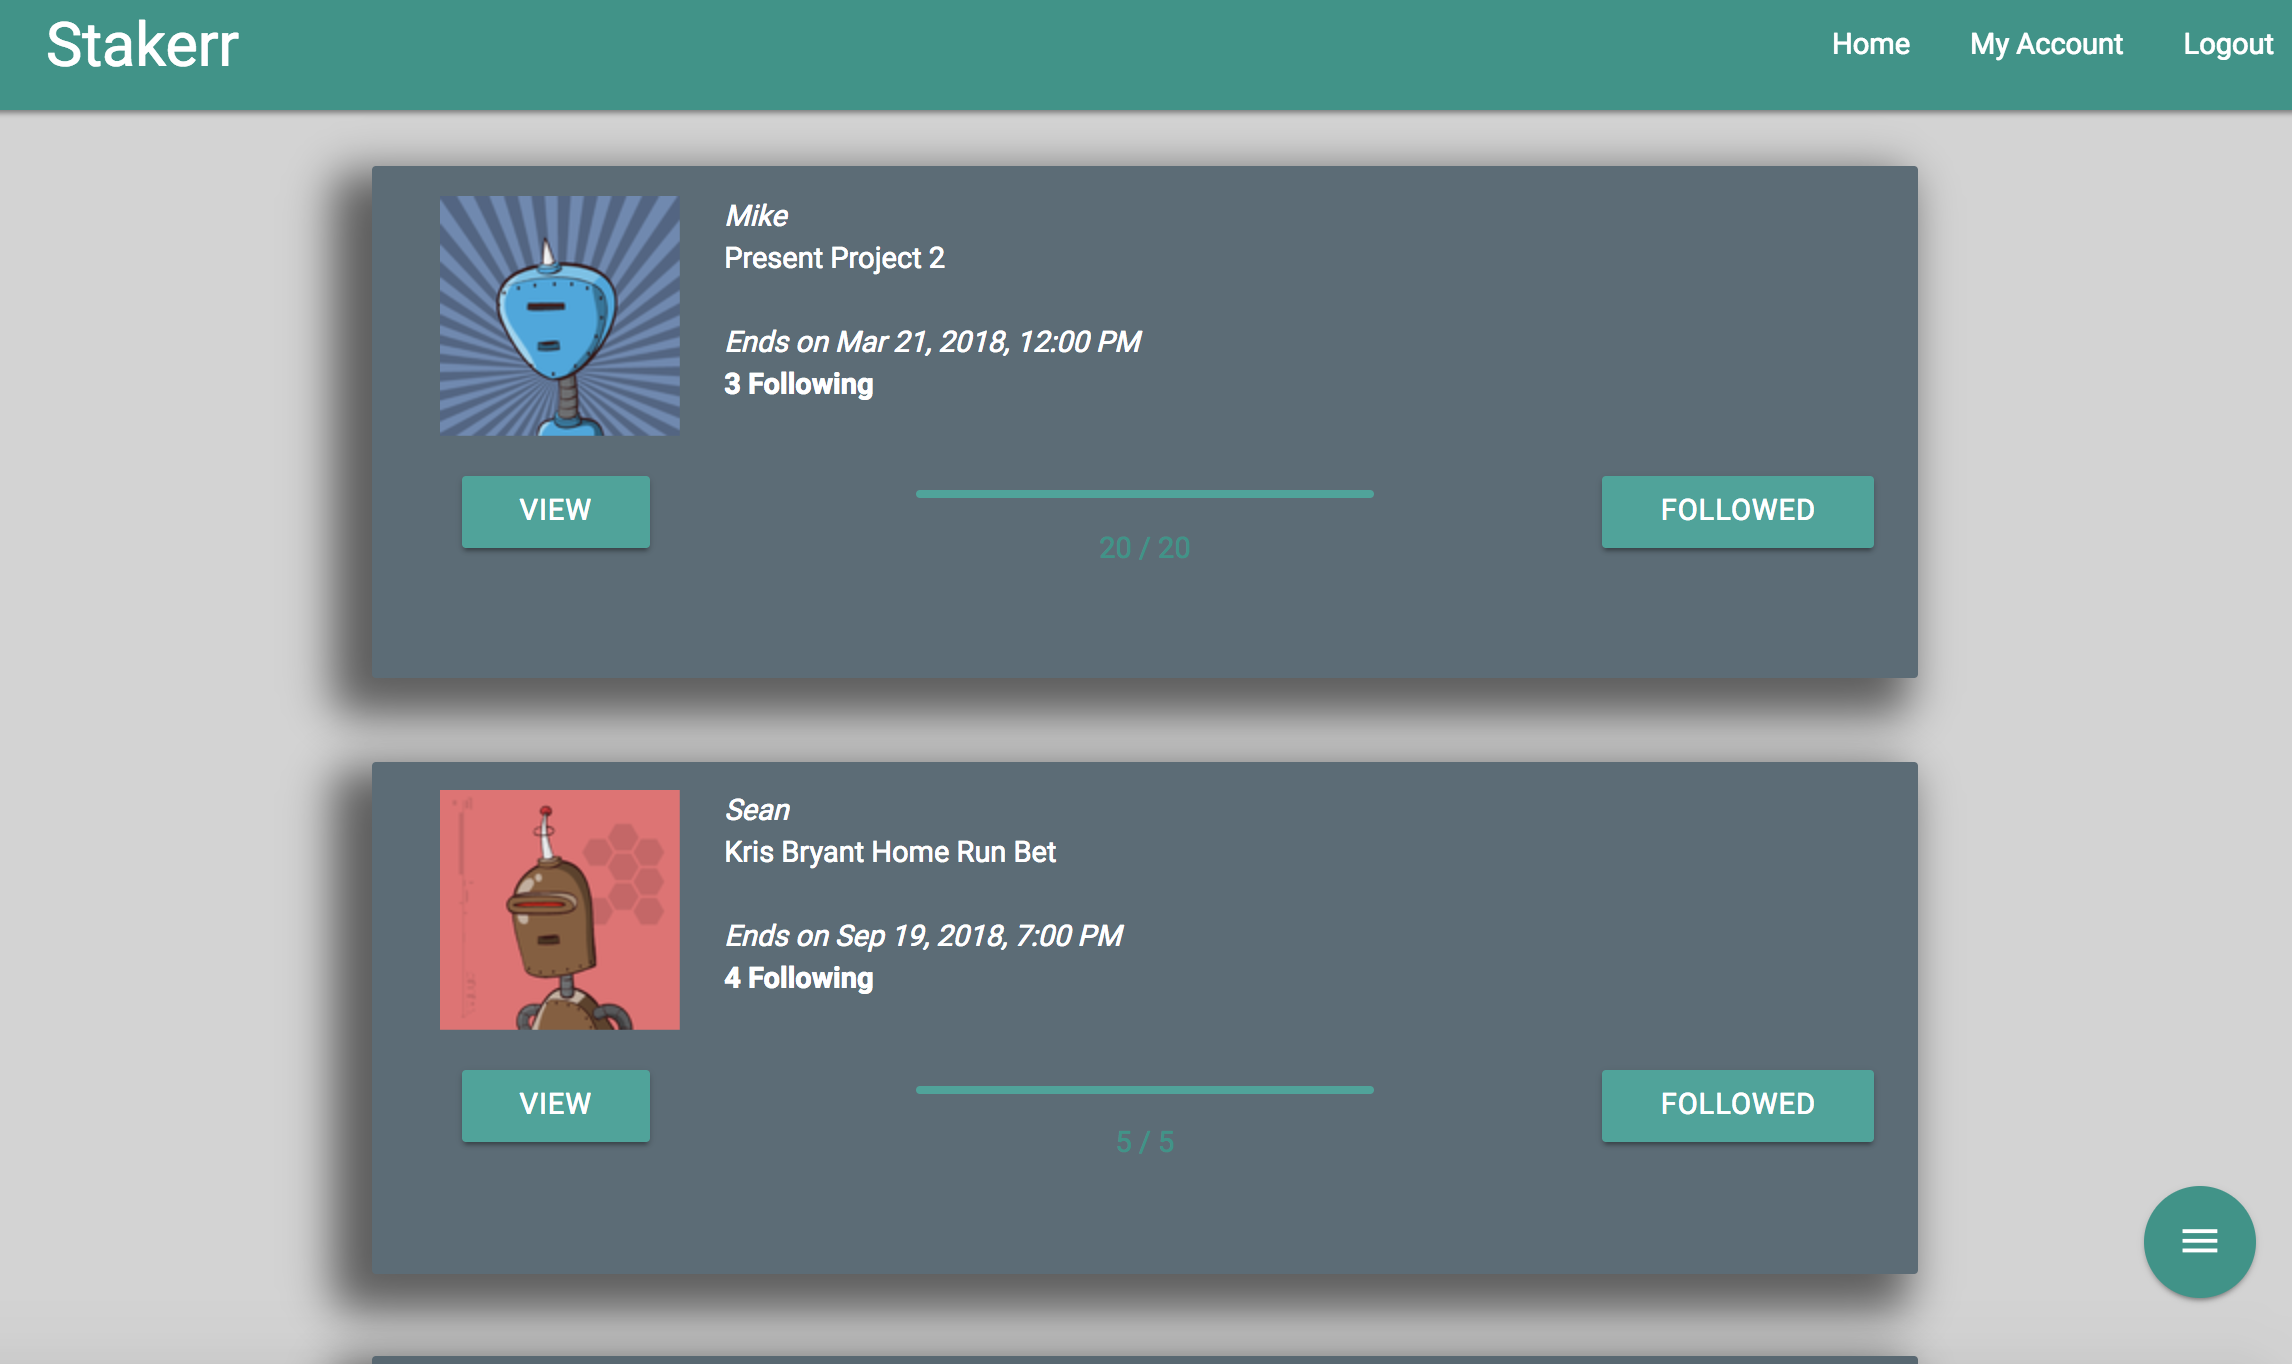 Stakerr
Home
My Account
Logout
Mike
Present Project 2
Ends on Mar 21, 2018, 12:00 PM
3 Following
VIEW
20 / 20
FOLLOWED
Sean
Kris Bryant Home Run Bet
Ends on Sep 19, 2018, 7:00 PM
4 Following
VIEW
5 / 5
FOLLOWED